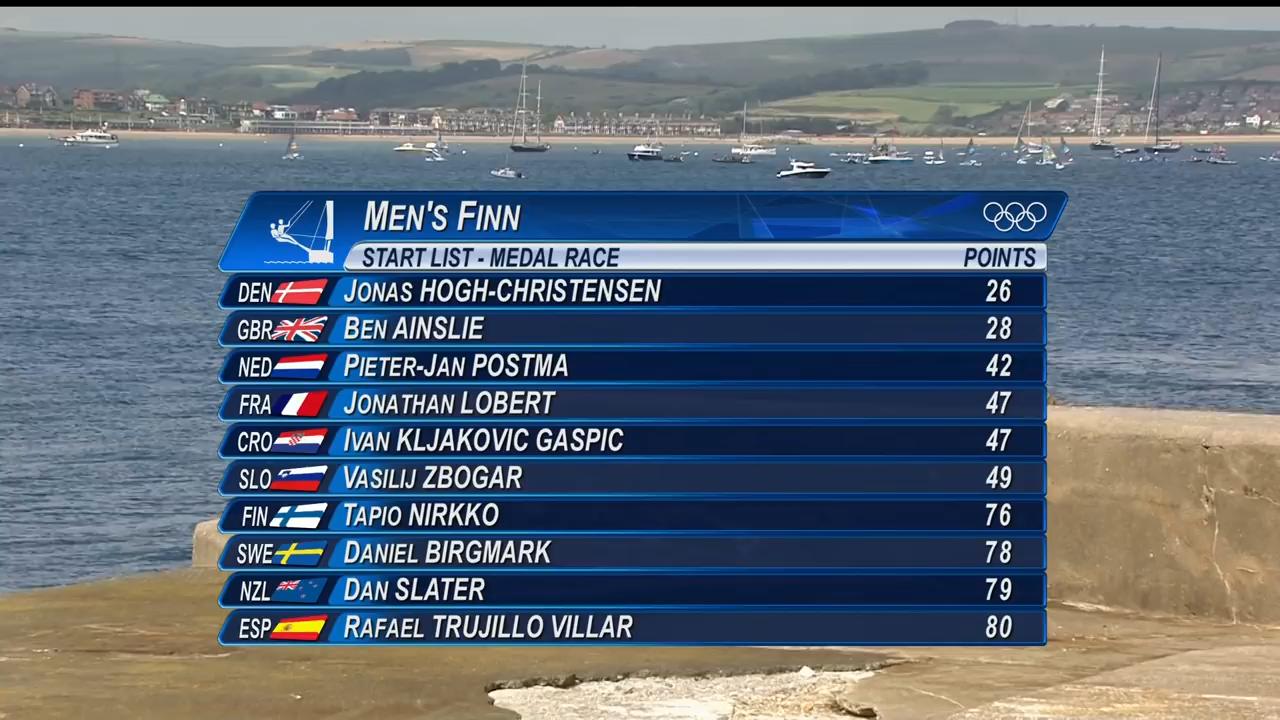 MEN'S FINN
START LIST - MEDAL RACE POINTS
DEN JONAS HOGH-CHRISTENSEN 26
GBR BEN AINSLIE 28
NED PIETER-JAN POSTMA 42
FRA JONATHAN LOBERT 47
CRO IVAN KLJAKOVIC GASPIC 47
SLO VASILIJ ZBOGAR 49
FIN TAPIO NIRKKO 76
SWE DANIEL BIRGMARK 78
NZL DAN SLATER 79
ESP RAFAEL TRUJILLO VILLAR 80